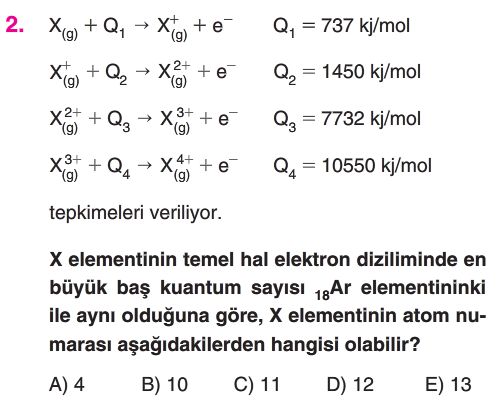 2. X(g) + Q₁ → X⁺(g) + e⁻ Q₁ = 737 kj/mol
X⁺(g) + Q₂ → X²⁺(g) + e⁻ Q₂ = 1450 kj/mol
X²⁺(g) + Q₃ → X³⁺(g) + e⁻ Q₃ = 7732 kj/mol
X³⁺(g) + Q₄ → X⁴⁺(g) + e⁻ Q₄ = 10550 kj/mol
tepkimeleri veriliyor.
X elementinin temel hal elektron diziliminde en
büyük baş kuantum sayısı ₁₈Ar elementininki
ile aynı olduğuna göre, X elementinin atom nu-
marası aşağıdakilerden hangisi olabilir?
A) 4 B) 10 C) 11 D) 12 E) 13